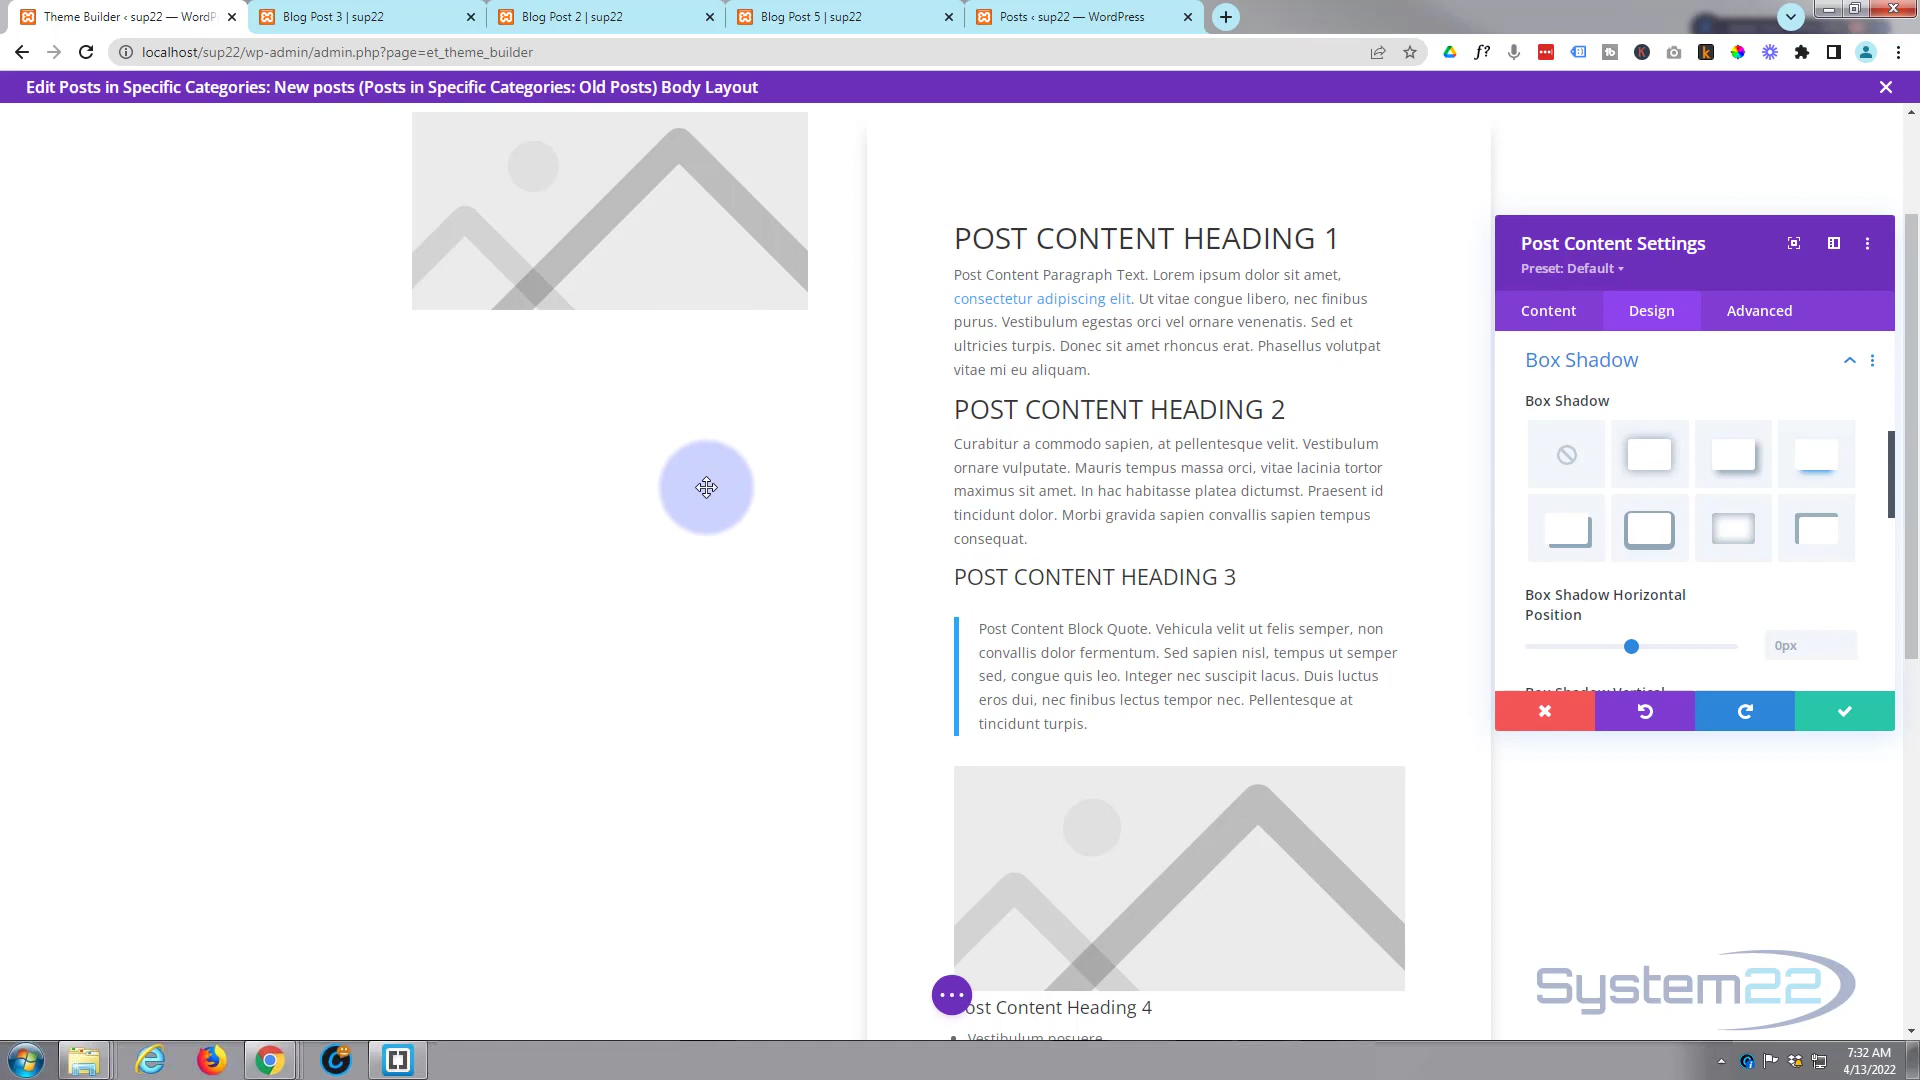 Theme Builder ‹ sup22 — WordP
Blog Post 3 | sup22
Blog Post 2 | sup22
Blog Post 5 | sup22
Posts ‹ sup22 — WordPress
localhost/sup22/wp-admin/admin.php?page=et_theme_builder
Edit Posts in Specific Categories: New posts (Posts in Specific Categories: Old Posts) Body Layout
POST CONTENT HEADING 1
Post Content Paragraph Text. Lorem ipsum dolor sit amet,
consectetur adipiscing elit. Ut vitae congue libero, nec finibus
purus. Vestibulum egestas orci vel ornare venenatis. Sed et
ultricies turpis. Donec sit amet rhoncus erat. Phasellus volutpat
vitae mi eu aliquam.
POST CONTENT HEADING 2
Curabitur a commodo sapien, at pellentesque velit. Vestibulum
ornare vulputate. Mauris tempus massa orci, vitae lacinia tortor
maximus sit amet. In hac habitasse platea dictumst. Praesent id
tincidunt dolor. Morbi gravida sapien convallis sapien tempus
consequat.
POST CONTENT HEADING 3
Post Content Block Quote. Vehicula velit ut felis semper, non
convallis dolor fermentum. Sed sapien nisl, tempus ut semper
sed, congue quis leo. Integer nec suscipit lacus. Duis luctus
eros dui, nec finibus lectus tempor nec. Pellentesque at
tincidunt turpis.
ost Content Heading 4
Vestibulum posuere
Post Content Settings
Preset: Default
Content
Design
Advanced
Box Shadow
Box Shadow
Box Shadow Horizontal
Position
0px
Box Shadow Vertical
System22
7:32 AM
4/13/2022